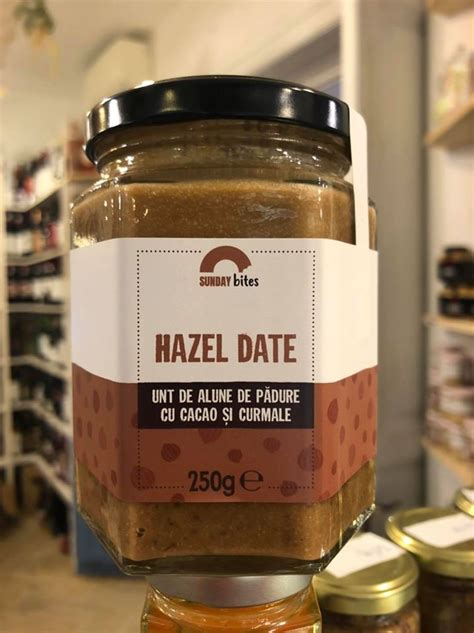 SUNDAY bites
HAZEL DATE
UNT DE ALUNE DE PĂDURE
CU CACAO ȘI CURMALE
250g ℮